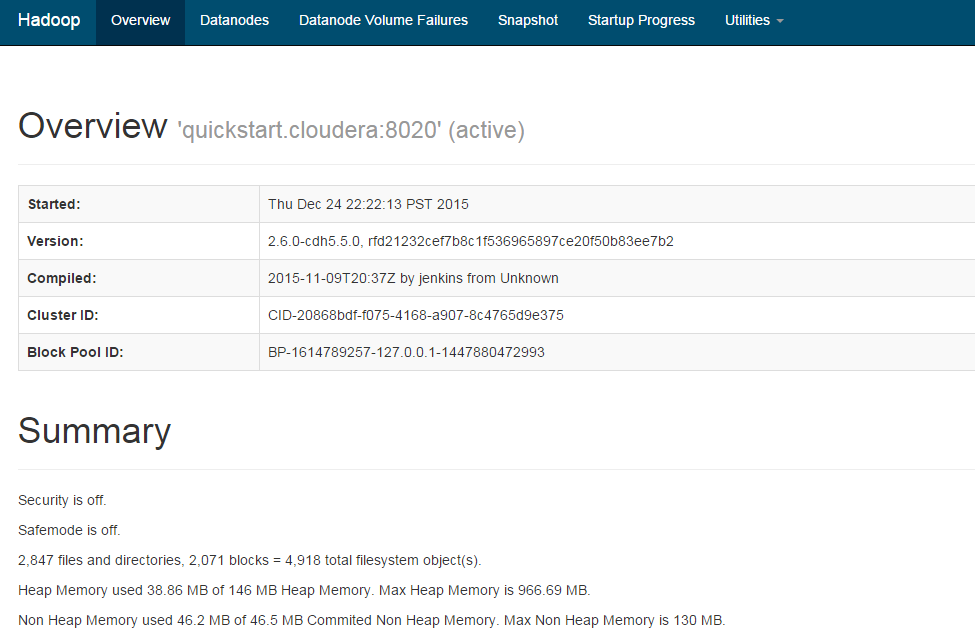 Hadoop Overview Datanodes Datanode Volume Failures Snapshot Startup Progress Utilities
Overview 'quickstart.cloudera:8020' (active)
Started: Thu Dec 24 22:22:13 PST 2015
Version: 2.6.0-cdh5.5.0, rfd21232cef7b8c1f536965897ce20f50b83ee7b2
Compiled: 2015-11-09T20:37Z by jenkins from Unknown
Cluster ID: CID-20868bdf-f075-4168-a907-8c4765d9e375
Block Pool ID: BP-1614789257-127.0.0.1-1447880472993
Summary
Security is off.
Safemode is off.
2,847 files and directories, 2,071 blocks = 4,918 total filesystem object(s).
Heap Memory used 38.86 MB of 146 MB Heap Memory. Max Heap Memory is 966.69 MB.
Non Heap Memory used 46.2 MB of 46.5 MB Commited Non Heap Memory. Max Non Heap Memory is 130 MB.